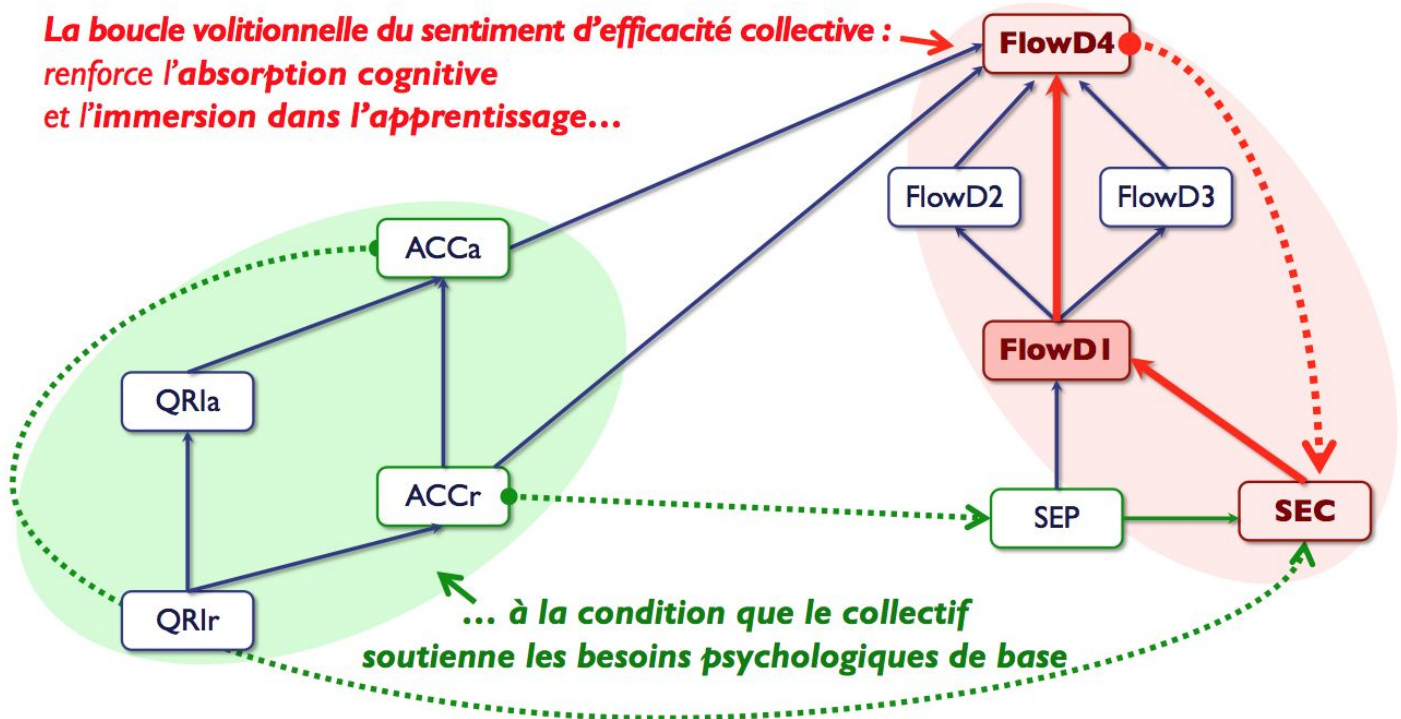 La boucle volitionnelle du sentiment d’efficacité collective :
renforce l’absorption cognitive
et l’immersion dans l’apprentissage…
FlowD4
FlowD2
FlowD3
ACCa
FlowD1
QRIa
ACCr
SEP
SEC
QRIr
… à la condition que le collectif
soutienne les besoins psychologiques de base